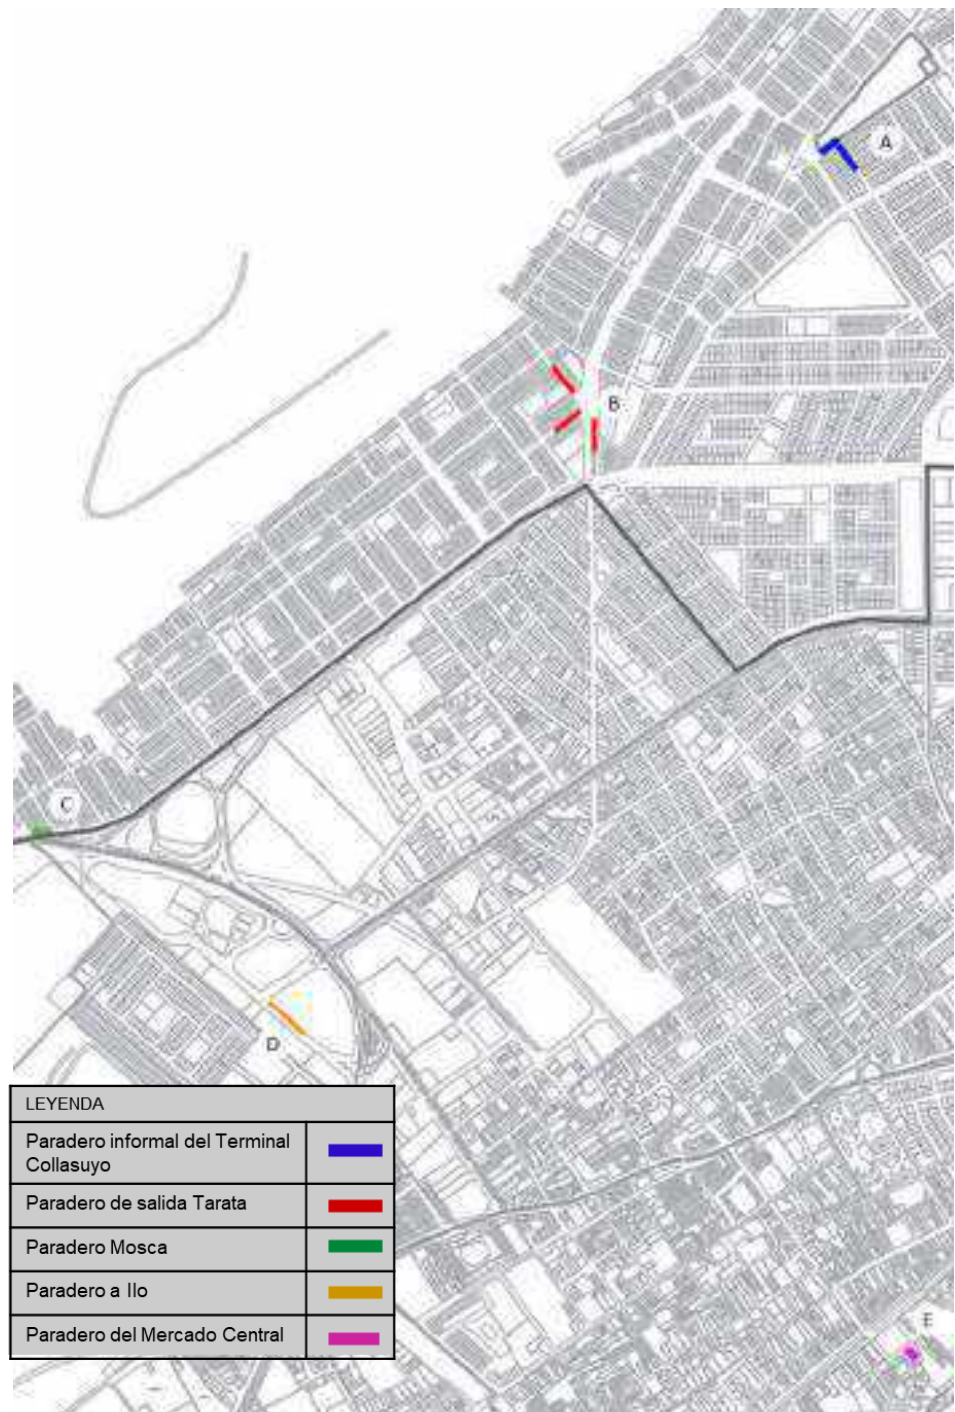 A
B
C
D
LEYENDA
Paradero informal del Terminal
Collasuyo
Paradero de salida Tarata
Paradero Mosca
Paradero a Ilo
Paradero del Mercado Central
E